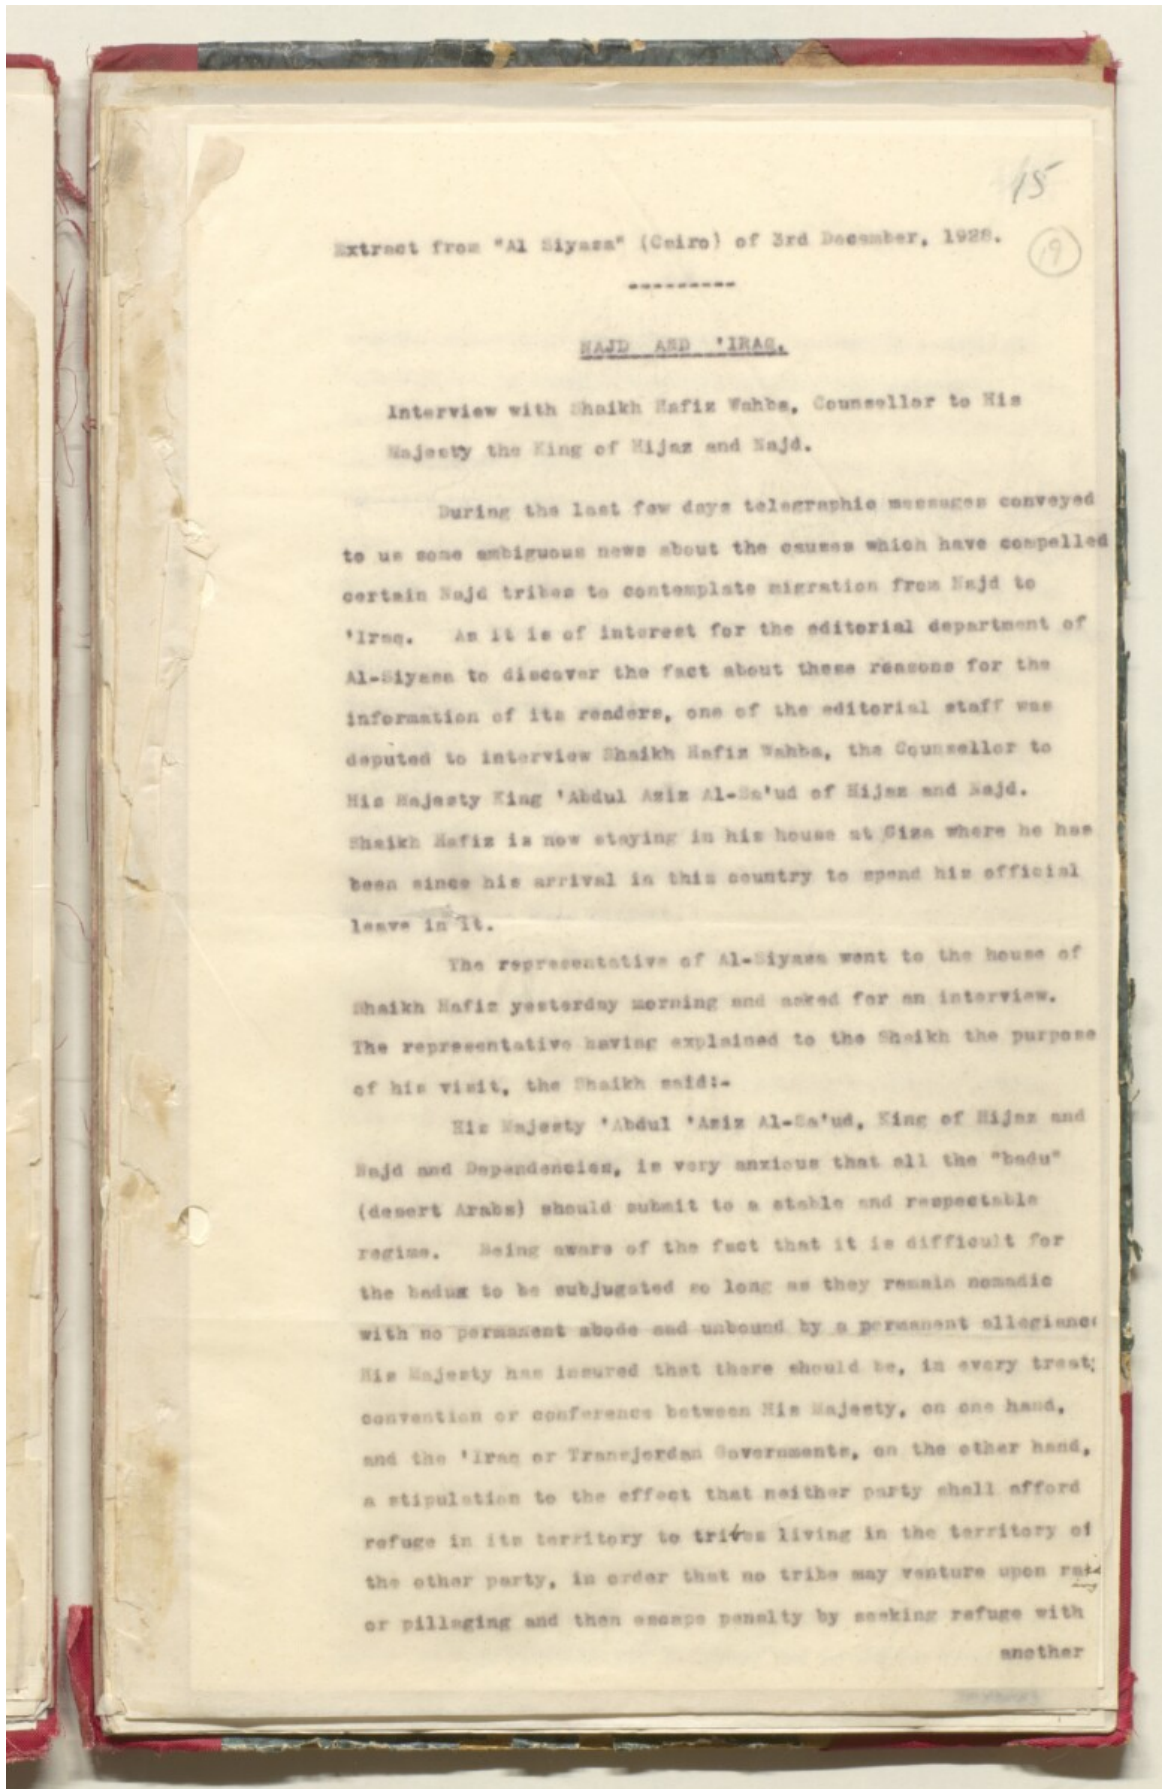 15
Extract from "Al Siyasa" (Cairo) of 3rd December, 1928.
19
---------
NAJD AND 'IRAQ.
Interview with Shaikh Hafiz Wahba, Counsellor to His
Majesty the King of Hijaz and Najd.
During the last few days telegraphic messages conveyed
to us some ambiguous news about the causes which have compelled
certain Najd tribes to contemplate migration from Najd to
'Iraq. As it is of interest for the editorial department of
Al-Siyasa to discover the fact about these reasons for the
information of its readers, one of the editorial staff was
deputed to interview Shaikh Hafiz Wahba, the Counsellor to
His Majesty King 'Abdul Aziz Al-Sa'ud of Hijaz and Najd.
Shaikh Hafiz is now staying in his house at Giza where he has
been since his arrival in this country to spend his official
leave in it.
The representative of Al-Siyasa went to the house of
Shaikh Hafiz yesterday morning and asked for an interview.
The representative having explained to the Shaikh the purpose
of his visit, the Shaikh said:-
His Majesty 'Abdul 'Aziz Al-Sa'ud, King of Hijaz and
Najd and Dependencies, is very anxious that all the "badu"
(desert Arabs) should submit to a stable and respectable
regime. Being aware of the fact that it is difficult for
the badux to be subjugated so long as they remain nomadic
with no permanent abode and unbound by a permanent allegiance
His Majesty has insured that there should be, in every treaty
convention or conference between His Majesty, on one hand,
and the 'Iraq or Transjordan Governments, on the other hand,
a stipulation to the effect that neither party shall afford
refuge in its territory to tribes living in the territory of
the other party, in order that no tribe may venture upon raiding
or pillaging and then escape penalty by seeking refuge with
another